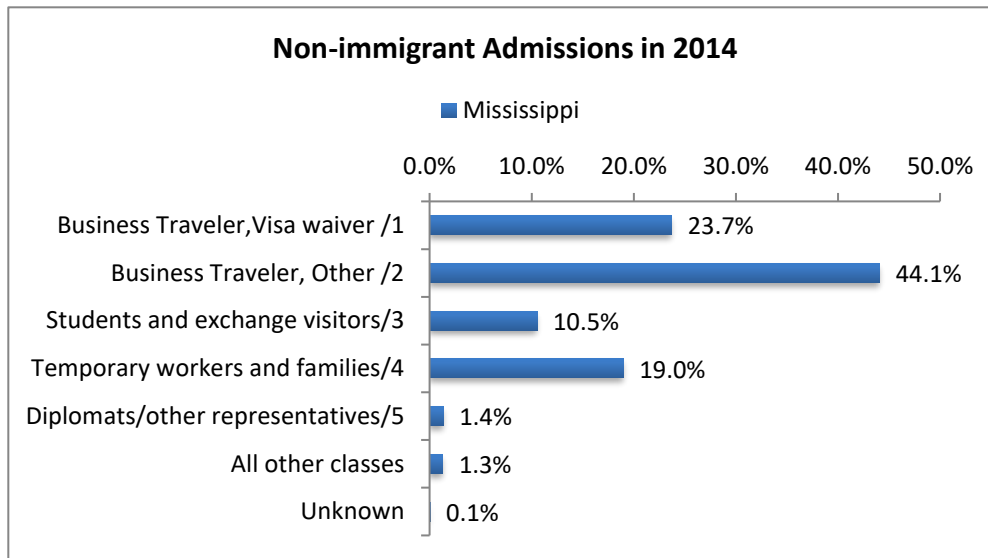 Non-immigrant Admissions in 2014
Mississippi
0.0% 10.0% 20.0% 30.0% 40.0% 50.0%
Business Traveler,Visa waiver /1 23.7%
Business Traveler, Other /2 44.1%
Students and exchange visitors/3 10.5%
Temporary workers and families/4 19.0%
Diplomats/other representatives/5 1.4%
All other classes 1.3%
Unknown 0.1%